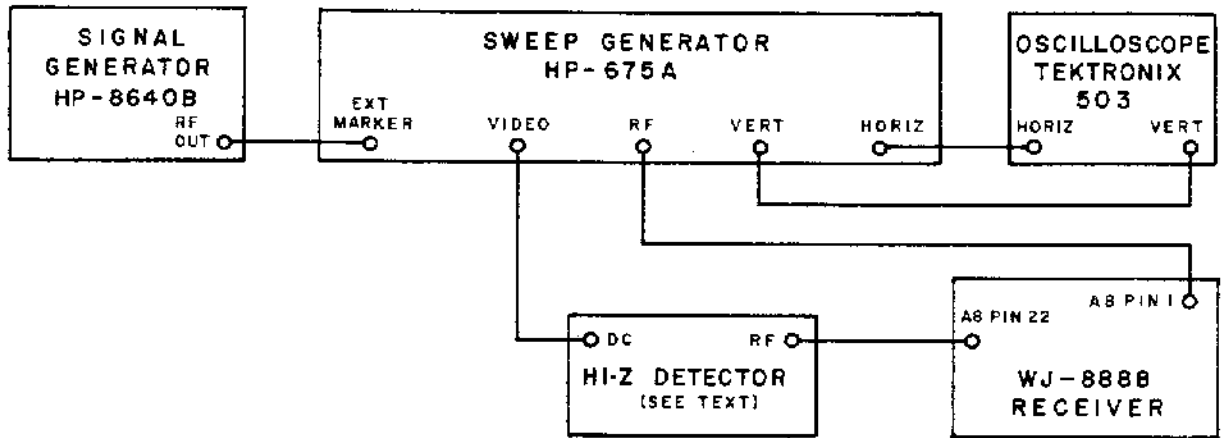 SIGNAL
GENERATOR
HP-8640B
RF
OUT
SWEEP GENERATOR
HP-675A
EXT
MARKER
VIDEO
RF
VERT
HORIZ
OSCILLOSCOPE
TEKTRONIX
503
HORIZ
VERT
DC
RF
HI-Z DETECTOR
(SEE TEXT)
A8 PIN 1
A8 PIN 22
WJ-888B
RECEIVER